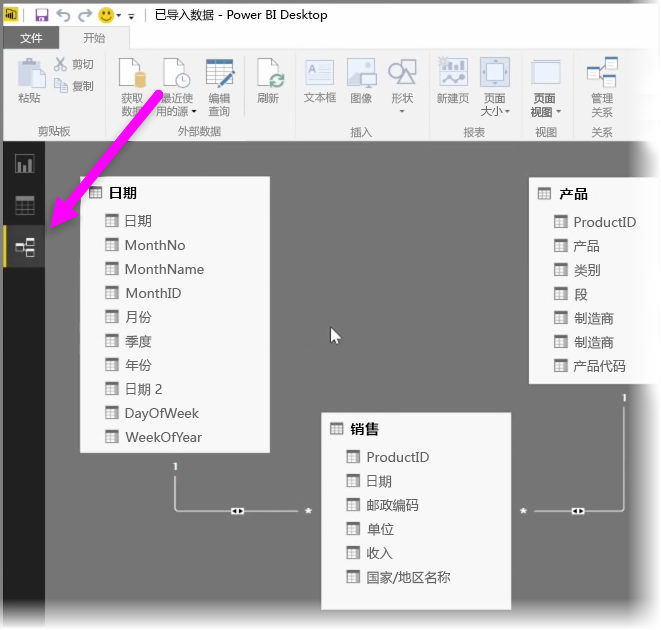 已导入数据 - Power BI Desktop
文件 开始
粘贴 剪切 复制 获取数据 最近使用的源 编辑查询 刷新 文本框 图像 形状 新建页 页面大小 页面视图 管理关系
剪贴板 外部数据 插入 报表 视图 关系
日期
日期
MonthNo
MonthName
MonthID
月份
季度
年份
日期 2
DayOfWeek
WeekOfYear
1
产品
ProductID
产品
类别
段
制造商
制造商
产品代码
1
销售
ProductID
日期
邮政编码
单位
收入
国家/地区名称
* *